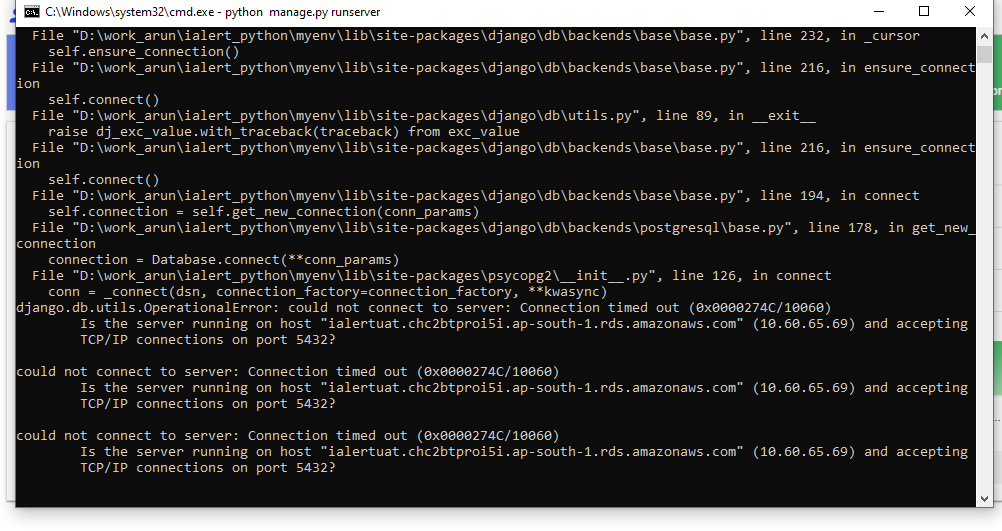 C:\Windows\system32\cmd.exe - python  manage.py runserver
  File "D:\work_arun\ialert_python\myenv\lib\site-packages\django\db\backends\base\base.py", line 232, in _cursor
    self.ensure_connection()
  File "D:\work_arun\ialert_python\myenv\lib\site-packages\django\db\backends\base\base.py", line 216, in ensure_connect
ion
    self.connect()
  File "D:\work_arun\ialert_python\myenv\lib\site-packages\django\db\utils.py", line 89, in __exit__
    raise dj_exc_value.with_traceback(traceback) from exc_value
  File "D:\work_arun\ialert_python\myenv\lib\site-packages\django\db\backends\base\base.py", line 216, in ensure_connect
ion
    self.connect()
  File "D:\work_arun\ialert_python\myenv\lib\site-packages\django\db\backends\base\base.py", line 194, in connect
    self.connection = self.get_new_connection(conn_params)
  File "D:\work_arun\ialert_python\myenv\lib\site-packages\django\db\backends\postgresql\base.py", line 178, in get_new_
connection
    connection = Database.connect(**conn_params)
  File "D:\work_arun\ialert_python\myenv\lib\site-packages\psycopg2\__init__.py", line 126, in connect
    conn = _connect(dsn, connection_factory=connection_factory, **kwasync)
django.db.utils.OperationalError: could not connect to server: Connection timed out (0x0000274C/10060)
        Is the server running on host "ialertuat.chc2btproi5i.ap-south-1.rds.amazonaws.com" (10.60.65.69) and accepting
        TCP/IP connections on port 5432?
could not connect to server: Connection timed out (0x0000274C/10060)
        Is the server running on host "ialertuat.chc2btproi5i.ap-south-1.rds.amazonaws.com" (10.60.65.69) and accepting
        TCP/IP connections on port 5432?
could not connect to server: Connection timed out (0x0000274C/10060)
        Is the server running on host "ialertuat.chc2btproi5i.ap-south-1.rds.amazonaws.com" (10.60.65.69) and accepting
        TCP/IP connections on port 5432?